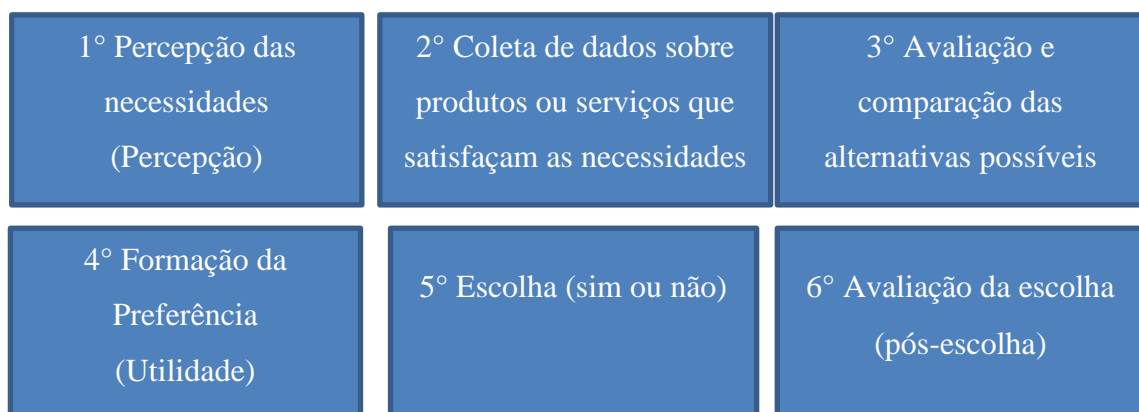 1° Percepção das
necessidades
(Percepção)
2° Coleta de dados sobre
produtos ou serviços que
satisfaçam as necessidades
3° Avaliação e
comparação das
alternativas possíveis
4° Formação da
Preferência
(Utilidade)
5° Escolha (sim ou não)
6° Avaliação da escolha
(pós-escolha)